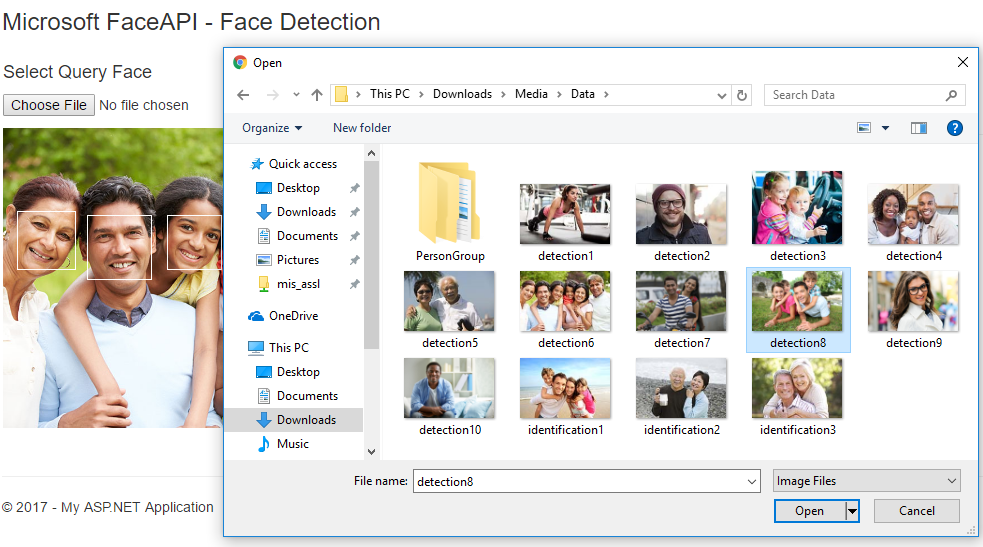 Microsoft FaceAPI - Face Detection
Select Query Face
Choose File No file chosen
Open
This PC Downloads Media Data
Search Data
Organize New folder
Quick access
Desktop
Downloads
Documents
Pictures
mis_assl
OneDrive
This PC
Desktop
Documents
Downloads
Music
PersonGroup detection1 detection2 detection3 detection4
detection5 detection6 detection7 detection8 detection9
detection10 identification1 identification2 identification3
File name: detection8 Image Files
Open Cancel
© 2017 - My ASP.NET Application